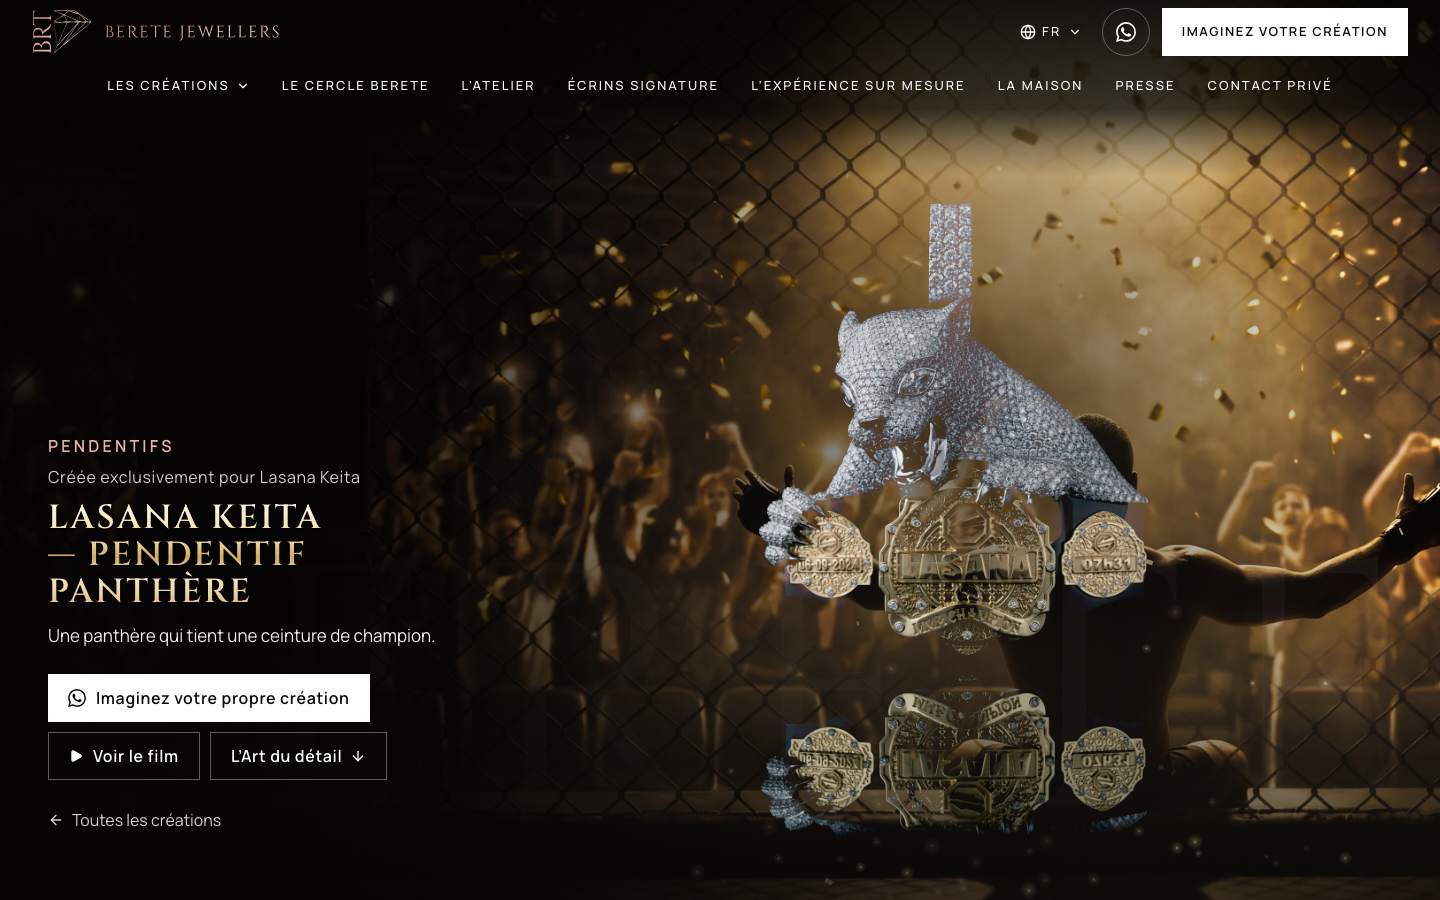 BRT
BERETE JEWELLERS
FR
IMAGINEZ VOTRE CRÉATION
LES CRÉATIONS
LE CERCLE BERETE
L'ATELIER
ÉCRINS SIGNATURE
L'EXPÉRIENCE SUR MESURE
LA MAISON
PRESSE
CONTACT PRIVÉ
PENDENTIFS
Créée exclusivement pour Lasana Keita
LASANA KEITA
— PENDENTIF
PANTHÈRE
Une panthère qui tient une ceinture de champion.
Imaginez votre propre création
Voir le film
L'Art du détail
Toutes les créations
LASANA
07h31